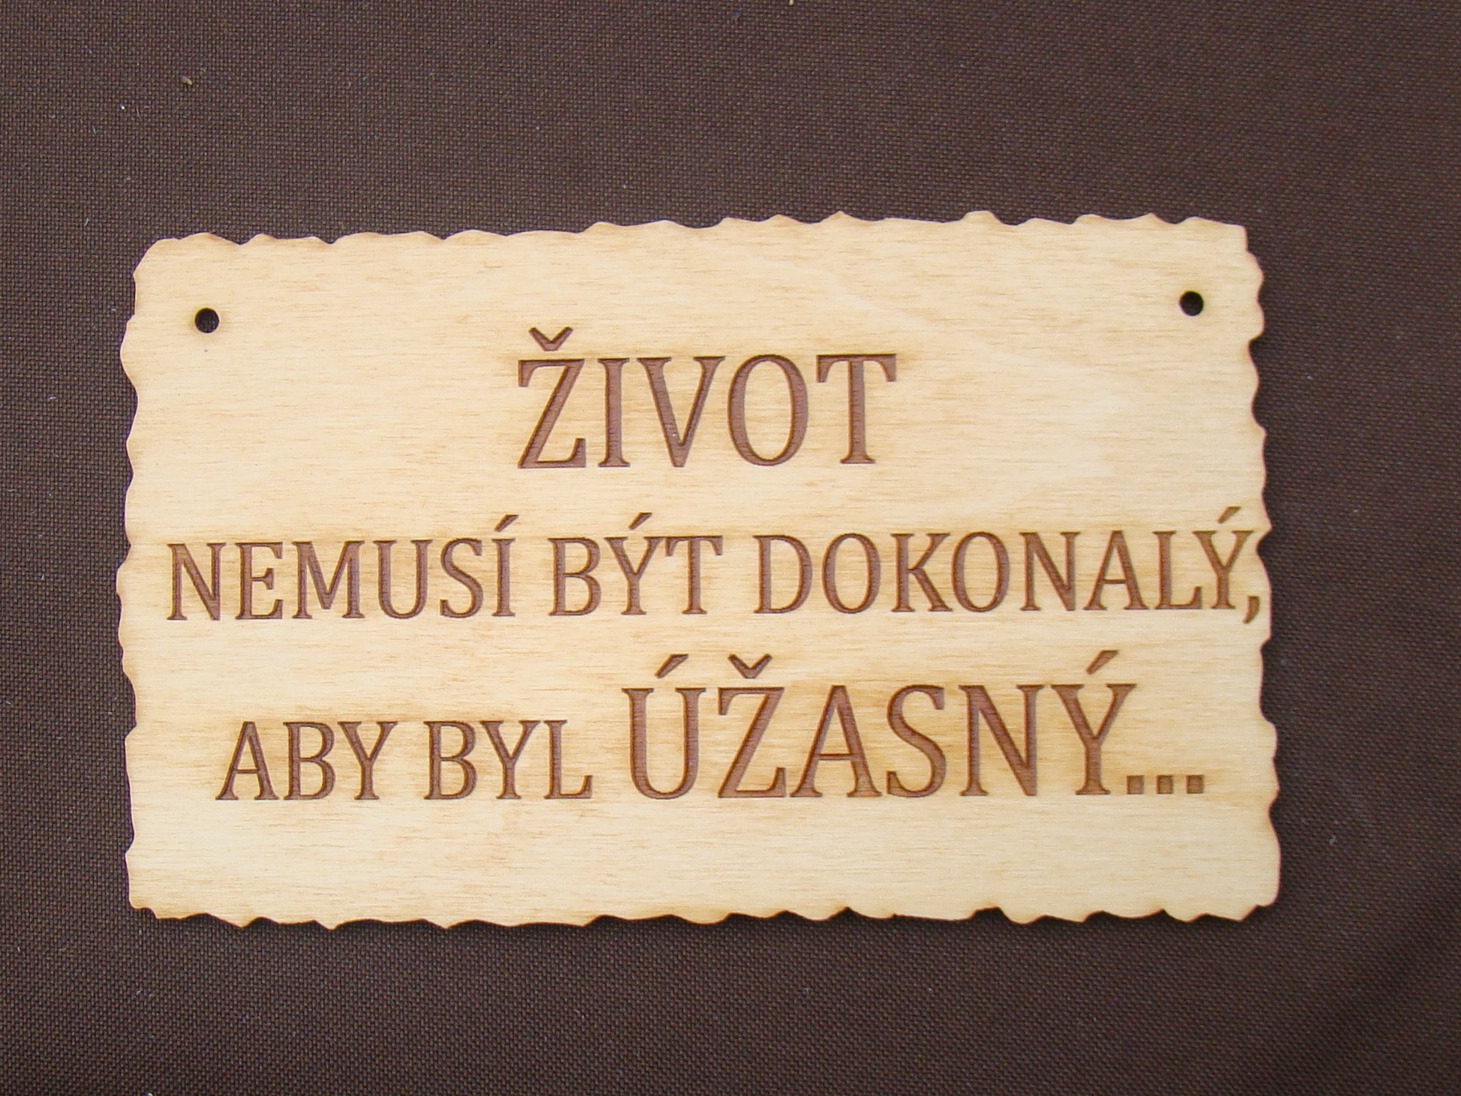 ŽIVOT
NEMUSÍ BÝT DOKONALÝ,
ABY BYL ÚŽASNÝ...